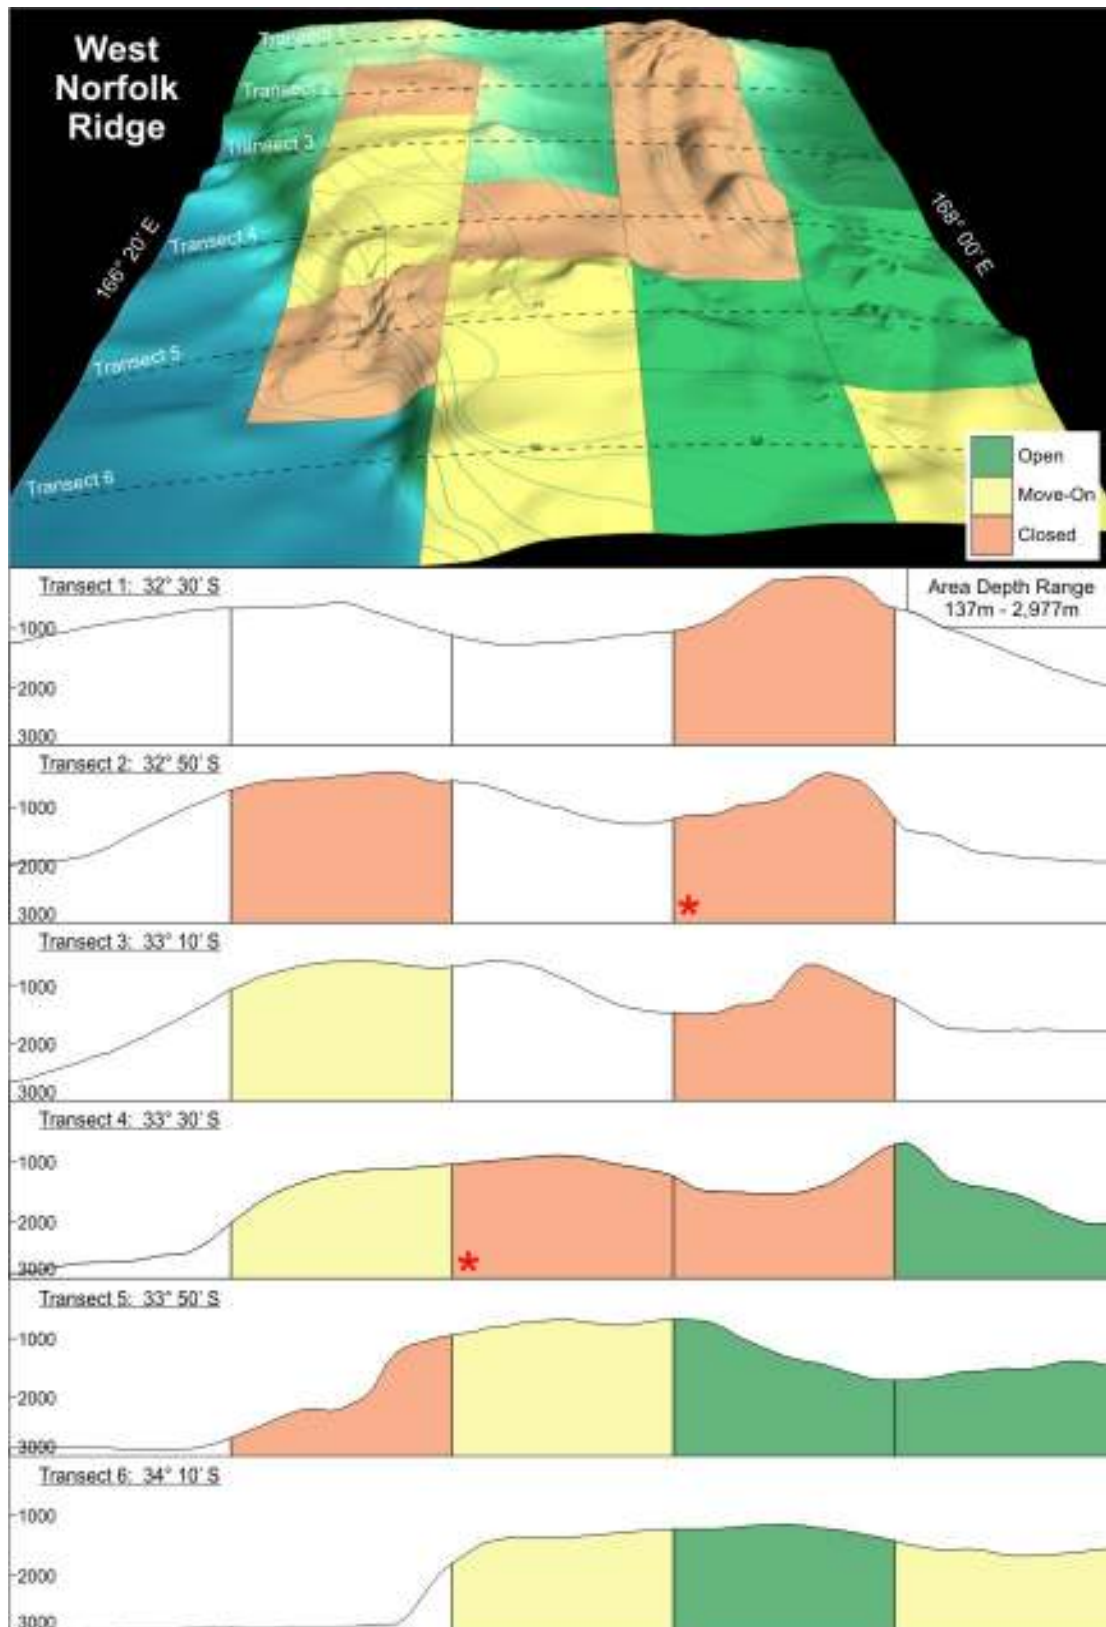 West
Norfolk
Ridge
Transect 1
Transect 2
Transect 3
Transect 4
Transect 5
Transect 6
166° 20' E
168° 00' E
Open
Move-On
Closed
Transect 1: 32° 30' S
Area Depth Range
137m - 2,977m
1000
2000
3000
Transect 2: 32° 50' S
1000
2000
3000
*
Transect 3: 33° 10' S
1000
2000
3000
Transect 4: 33° 30' S
1000
2000
3000
*
Transect 5: 33° 50' S
1000
2000
3000
Transect 6: 34° 10' S
1000
2000
3000